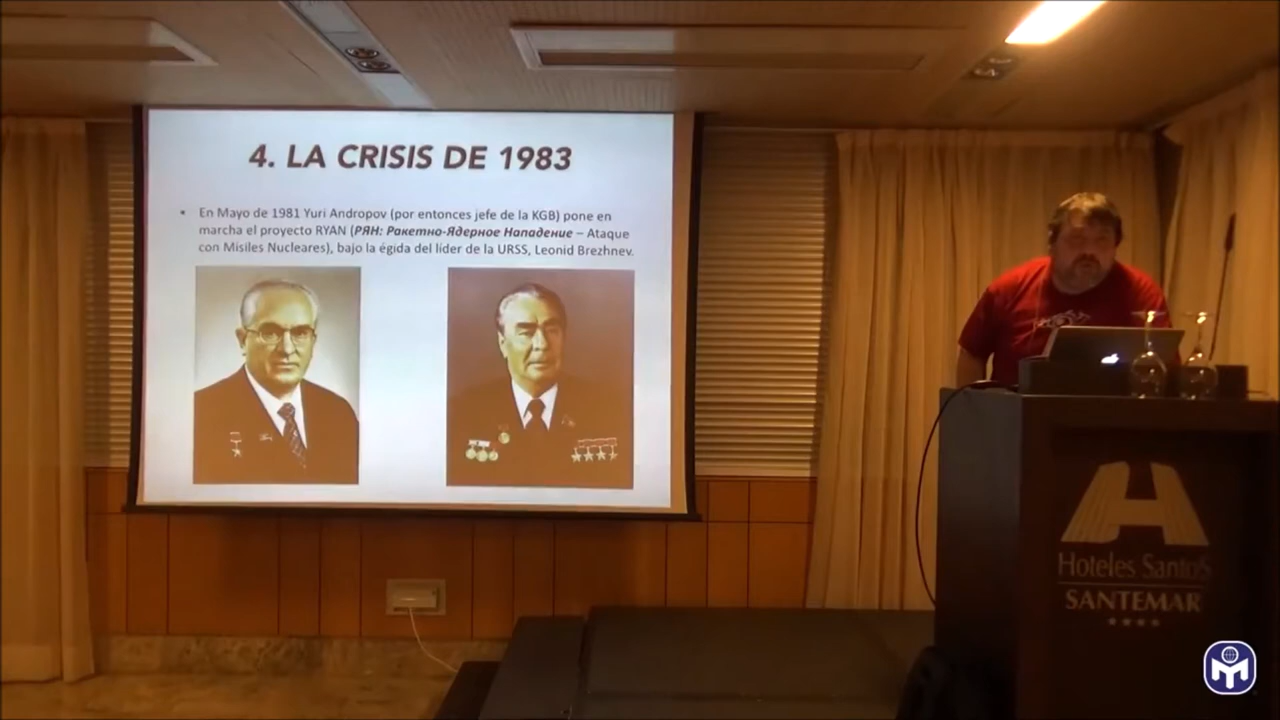 4. LA CRISIS DE 1983
• En Mayo de 1981 Yuri Andropov (por entonces jefe de la KGB) pone en
marcha el proyecto RYAN (РЯН: Ракетно-Ядерное Нападение – Ataque
con Misiles Nucleares), bajo la égida del líder de la URSS, Leonid Brezhnev.
Hoteles Santos
SANTEMAR